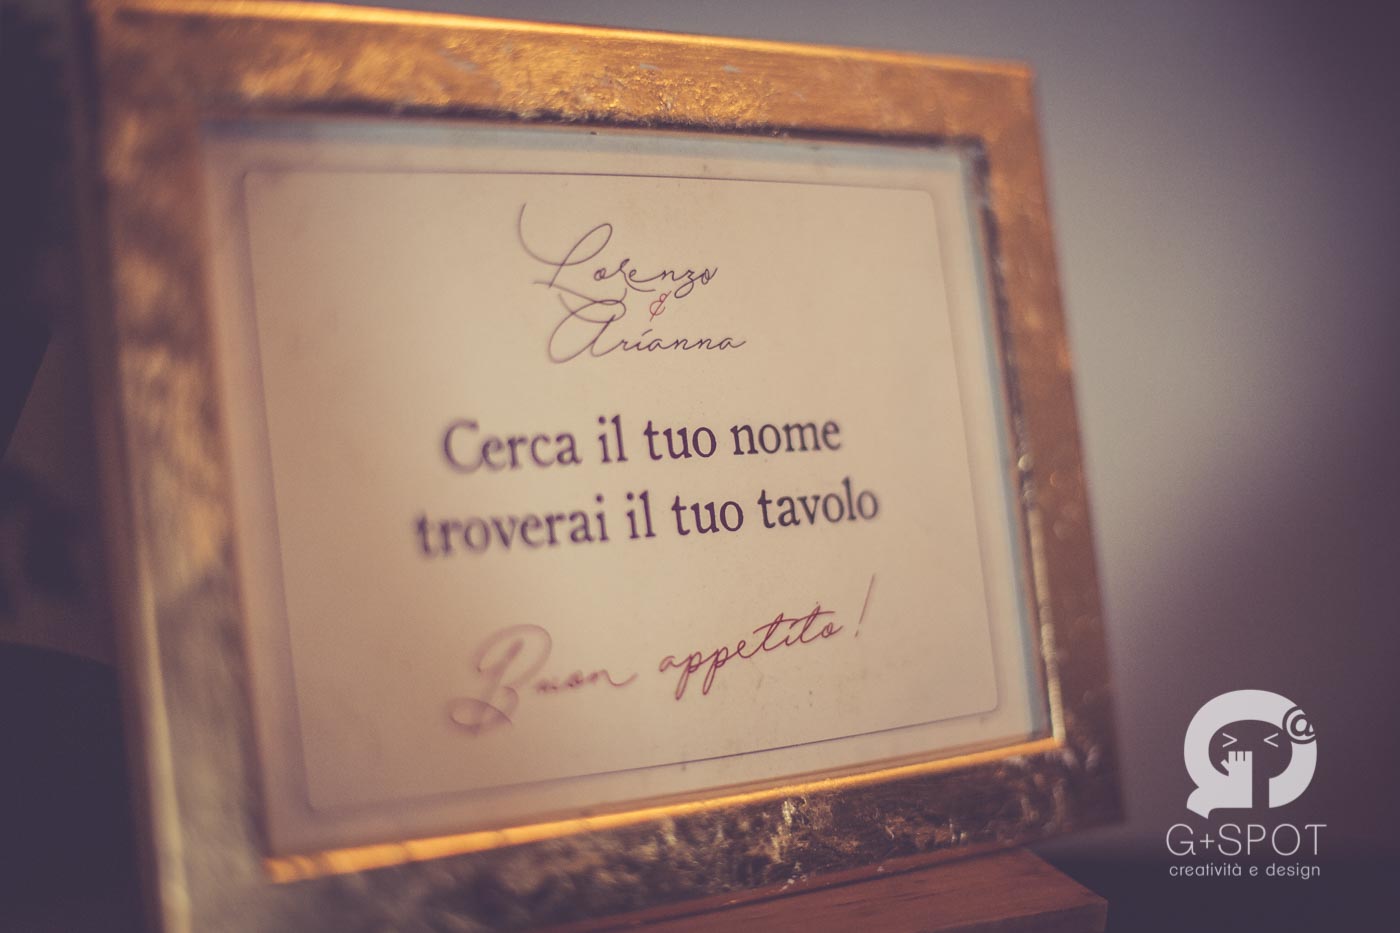 Lorenzo
&
Arianna
Cerca il tuo nome
troverai il tuo tavolo
Buon appetito!
@
G+SPOT
creatività e design